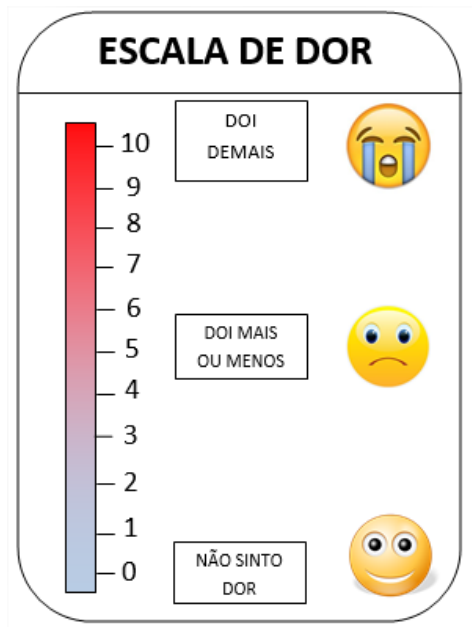 ESCALA DE DOR
10
9
8
7
6
5
4
3
2
1
0
DOI
DEMAIS
DOI MAIS
OU MENOS
NÃO SINTO
DOR